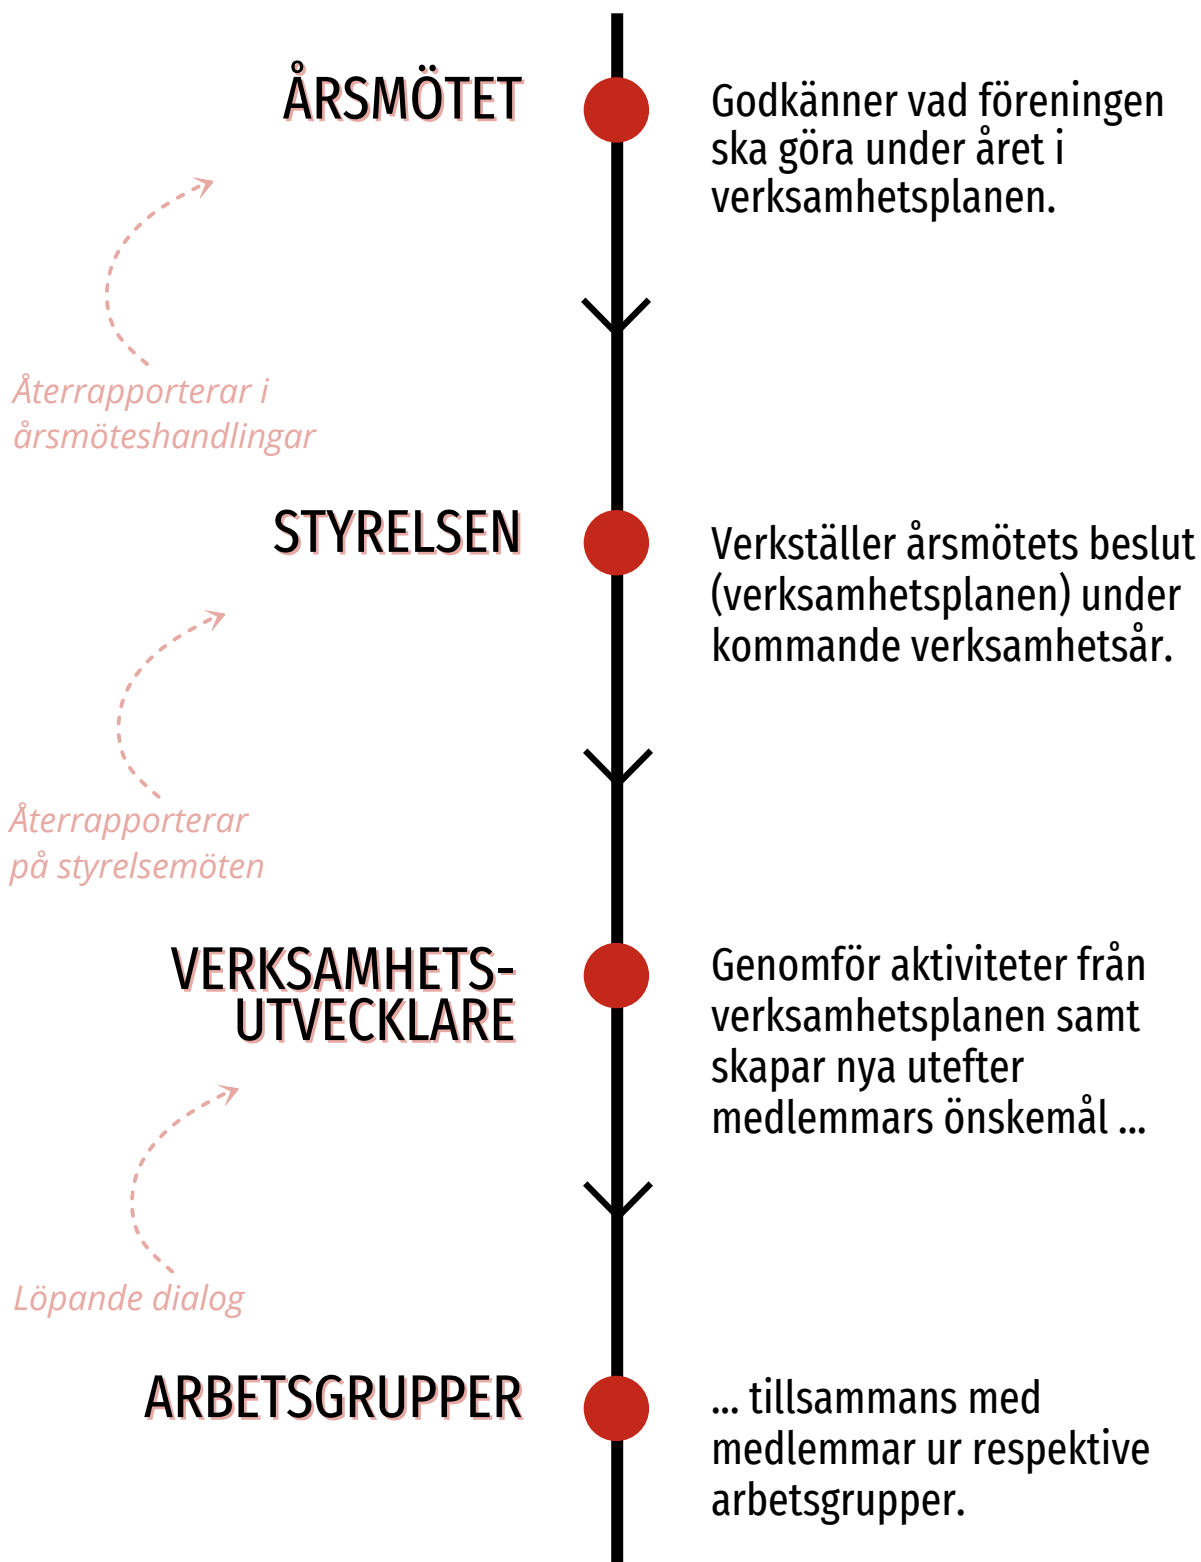 ÅRSMÖTET
Godkänner vad föreningen
ska göra under året i
verksamhetsplanen.
Återrapporterar i
årsmöteshandlingar
STYRELSEN
Verkställer årsmötets beslut
(verksamhetsplanen) under
kommande verksamhetsår.
Återrapporterar
på styrelsemöten
VERKSAMHETS-
UTVECKLARE
Genomför aktiviteter från
verksamhetsplanen samt
skapar nya utefter
medlemmars önskemål ...
Löpande dialog
ARBETSGRUPPER
... tillsammans med
medlemmar ur respektive
arbetsgrupper.